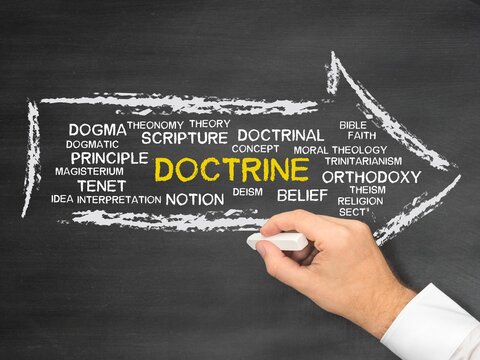 DOGMA THEONOMY THEORY BIBLE
DOGMATIC SCRIPTURE DOCTRINAL FAITH
PRINCIPLE CONCEPT MORAL THEOLOGY
MAGISTERIUM DOCTRINE TRINITARIANISM
TENET ORTHODOXY
DEISM THEISM
IDEA INTERPRETATION NOTION BELIEF RELIGION
SECT